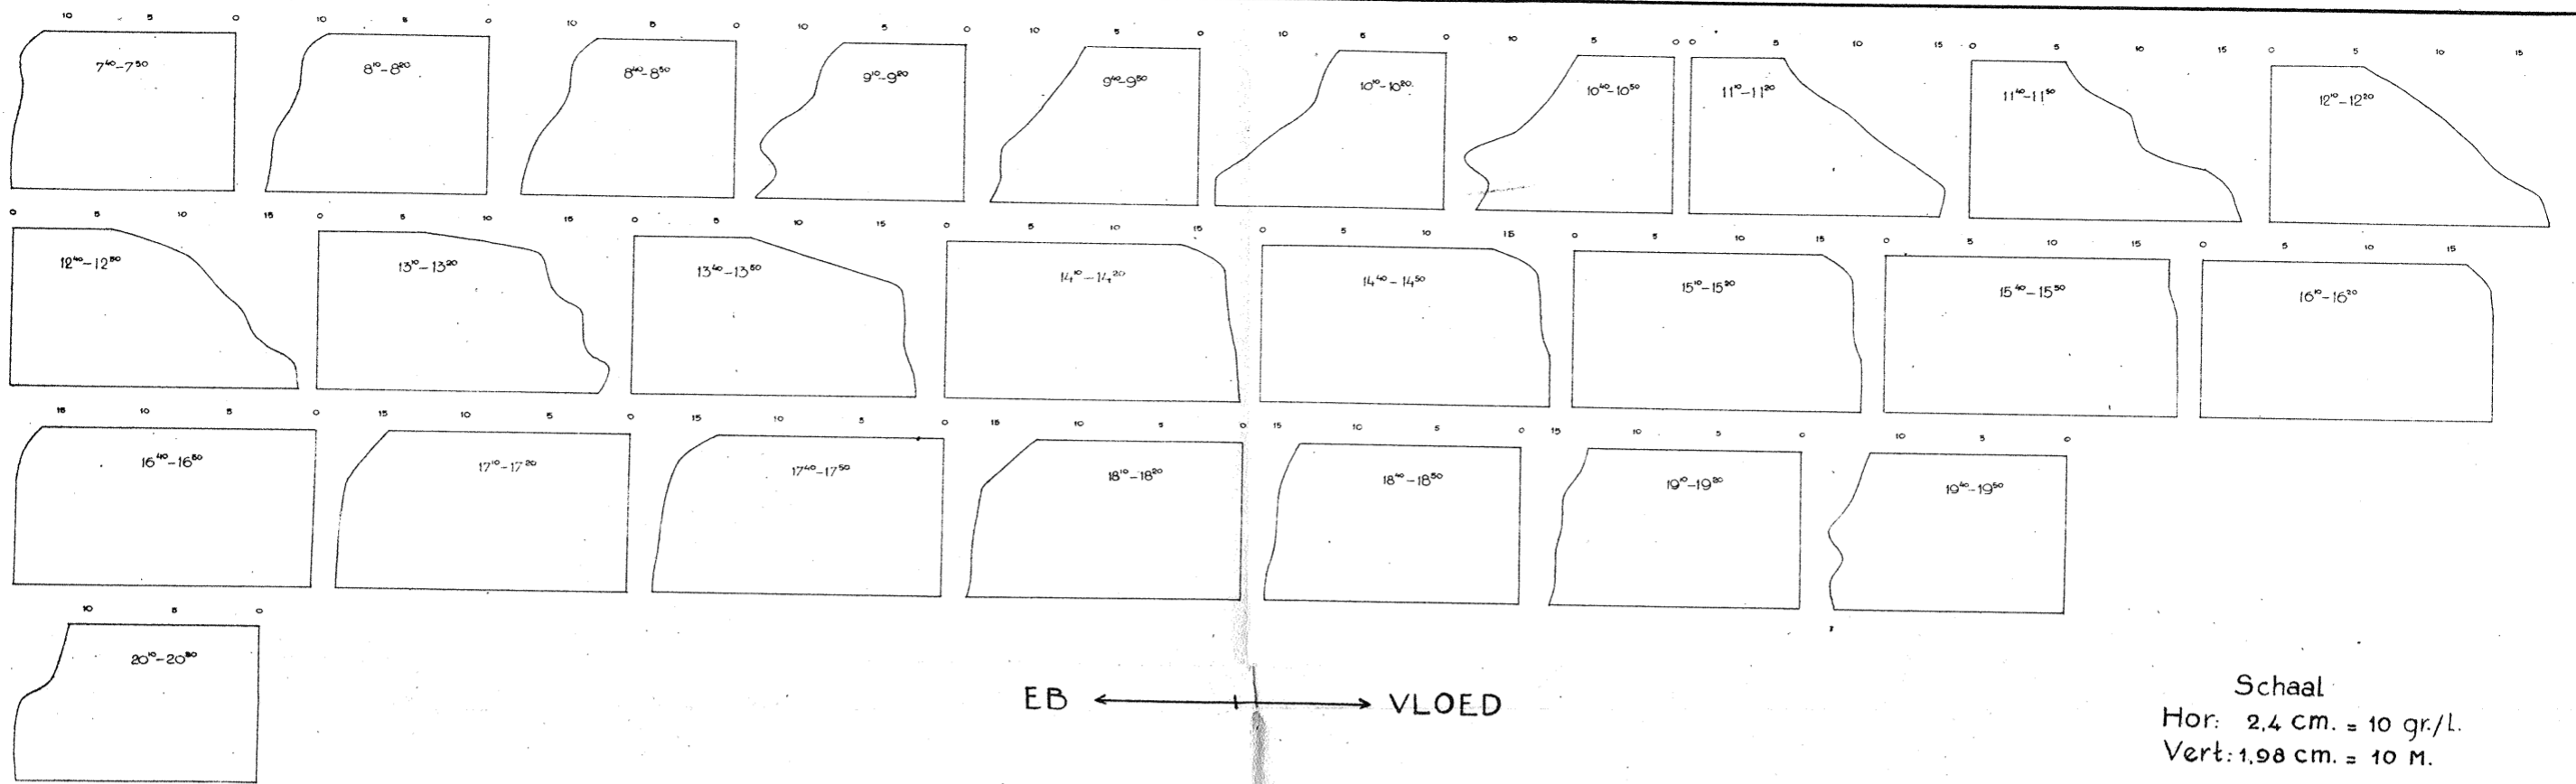 10 5 0 10 5 0 10 5 0 10 5 0 10 5 0 10 5 0 10 5 0 0 5 10 15 0 5 10 15 0 5 10 15
7⁴⁰–7⁵⁰ 8¹⁰–8²⁰ 8⁴⁰–8⁵⁰ 9¹⁰–9²⁰ 9⁴⁰–9⁵⁰ 10¹⁰–10²⁰ 10⁴⁰–10⁵⁰ 11¹⁰–11²⁰ 11⁴⁰–11⁵⁰ 12¹⁰–12²⁰
0 5 10 15 0 5 10 15 0 5 10 15 0 5 10 15 0 5 10 15 0 5 10 15 0 5 10 15 0 5 10 15
12⁴⁰–12⁵⁰ 13¹⁰–13²⁰ 13⁴⁰–13⁵⁰ 14¹⁰–14²⁰ 14⁴⁰–14⁵⁰ 15¹⁰–15²⁰ 15⁴⁰–15⁵⁰ 16¹⁰–16²⁰
15 10 5 0 15 10 5 0 15 10 5 0 15 10 5 0 15 10 5 0 15 10 5 0 10 5 0
16⁴⁰–16⁵⁰ 17¹⁰–17²⁰ 17⁴⁰–17⁵⁰ 18¹⁰–18²⁰ 18⁴⁰–18⁵⁰ 19¹⁰–19²⁰ 19⁴⁰–19⁵⁰
10 5 0
20¹⁰–20²⁰
EB VLOED
Schaal
Hor: 2,4 cm. = 10 gr./l.
Vert: 1,98 cm. = 10 M.